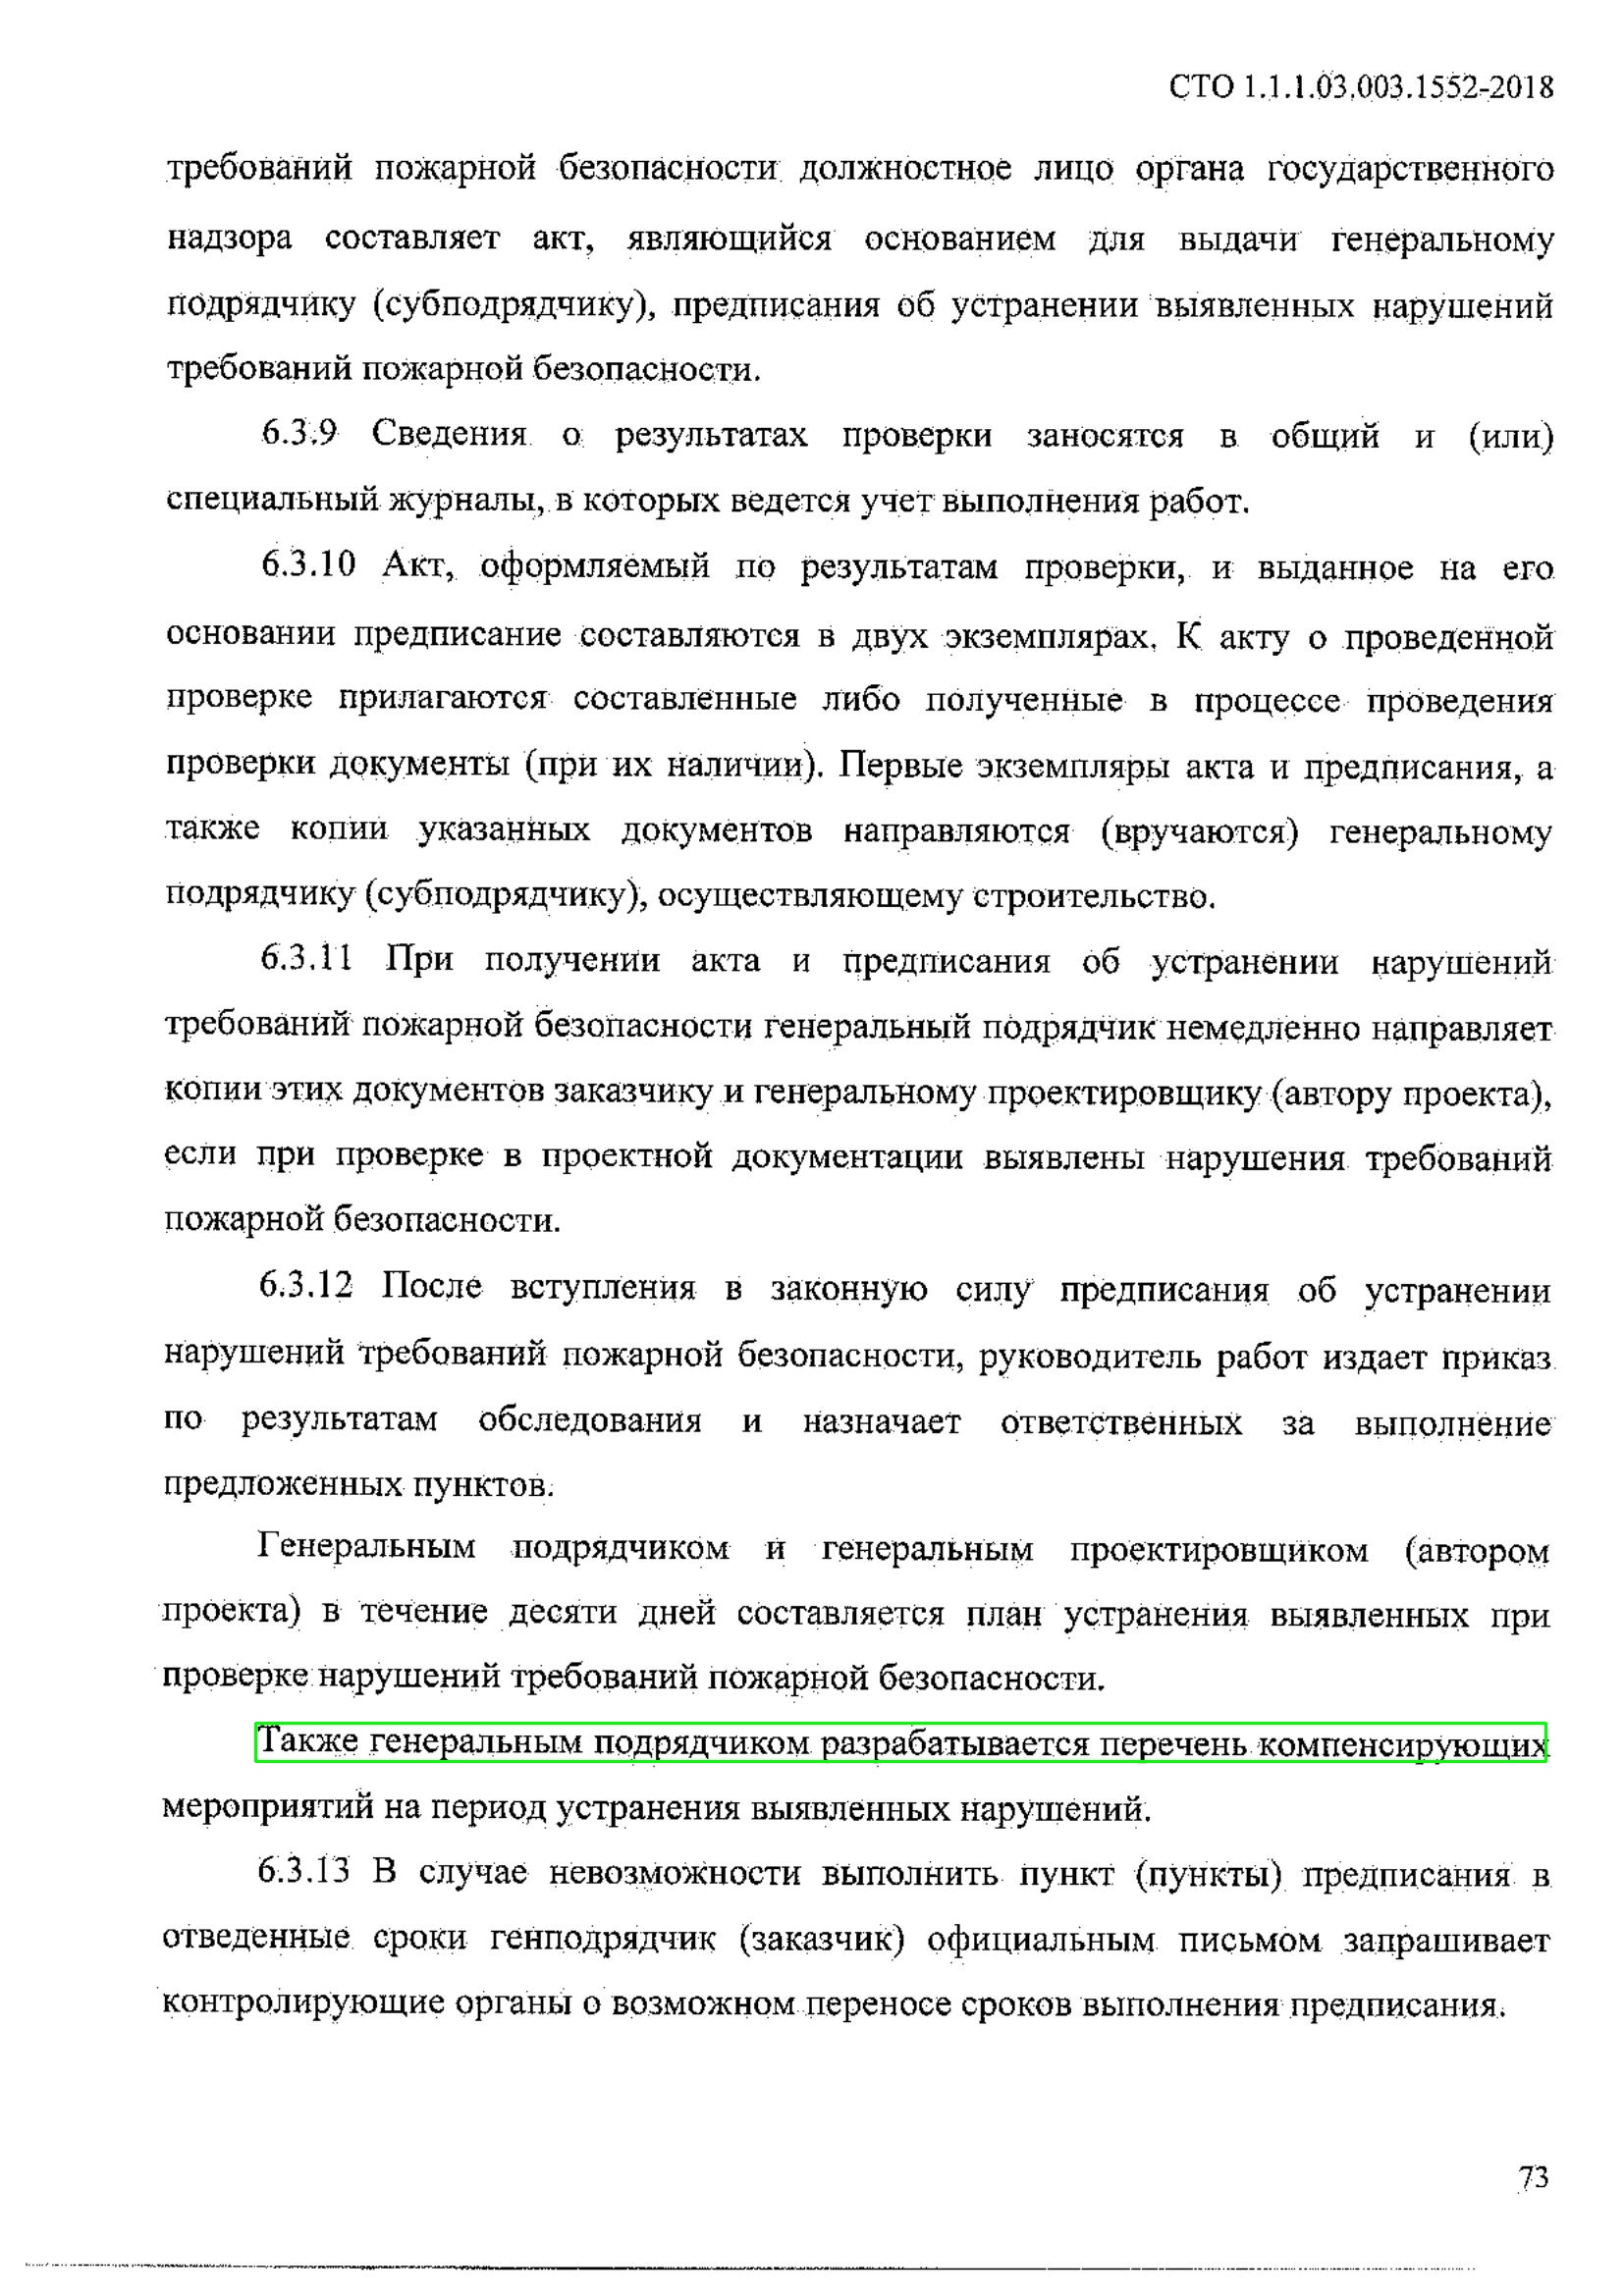 СТО 1.1.1.03.003.1552-2018
требований пожарной безопасности должностное лицо органа государственного
надзора составляет акт, являющийся основанием для выдачи генеральному
подрядчику (субподрядчику), предписания об устранении выявленных нарушений
требований пожарной безопасности.
6.3.9 Сведения о результатах проверки заносятся в общий и (или)
специальный журналы, в которых ведется учет выполнения работ.
6.3.10 Акт, оформляемый по результатам проверки, и выданное на его
основании предписание составляются в двух экземплярах. К акту о проведенной
проверке прилагаются составленные либо полученные в процессе проведения
проверки документы (при их наличии). Первые экземпляры акта и предписания, а
также копии указанных документов направляются (вручаются) генеральному
подрядчику (субподрядчику), осуществляющему строительство.
6.3.11 При получении акта и предписания об устранении нарушений
требований пожарной безопасности генеральный подрядчик немедленно направляет
копии этих документов заказчику и генеральному проектировщику (автору проекта),
если при проверке в проектной документации выявлены нарушения требований
пожарной безопасности.
6.3.12 После вступления в законную силу предписания об устранении
нарушений требований пожарной безопасности, руководитель работ издает приказ
по результатам обследования и назначает ответственных за выполнение
предложенных пунктов.
Генеральным подрядчиком и генеральным проектировщиком (автором
проекта) в течение десяти дней составляется план устранения выявленных при
проверке нарушений требований пожарной безопасности.
Также генеральным подрядчиком разрабатывается перечень компенсирующих
мероприятий на период устранения выявленных нарушений.
6.3.13 В случае невозможности выполнить пункт (пункты) предписания в
отведенные сроки генподрядчик (заказчик) официальным письмом запрашивает
контролирующие органы о возможном переносе сроков выполнения предписания.
73